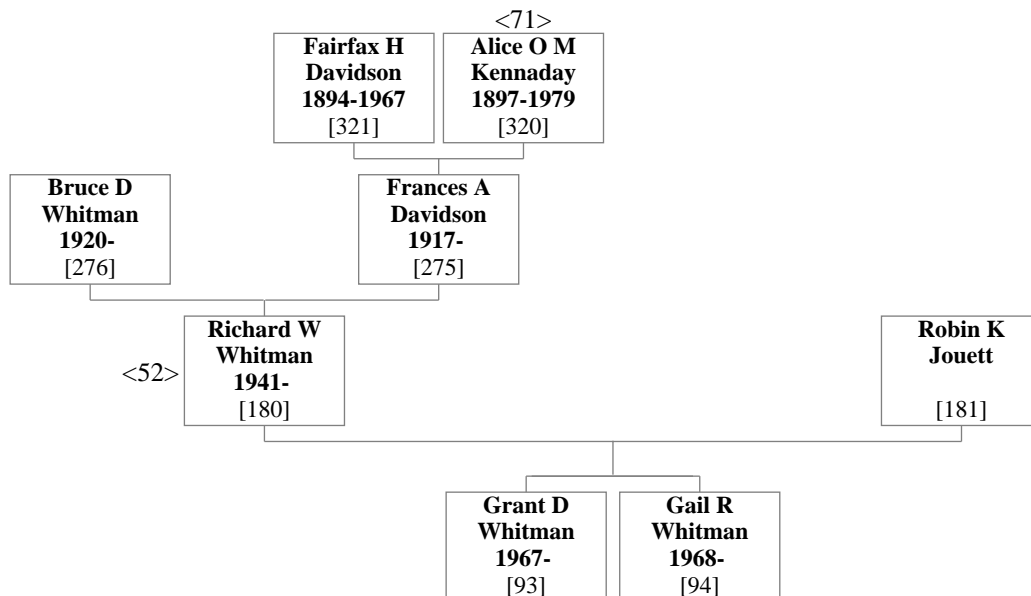 <71>
Fairfax H
Davidson
1894-1967
[321]
Alice O M
Kennaday
1897-1979
[320]
Bruce D
Whitman
1920-
[276]
Frances A
Davidson
1917-
[275]
<52>
Richard W
Whitman
1941-
[180]
Robin K
Jouett
[181]
Grant D
Whitman
1967-
[93]
Gail R
Whitman
1968-
[94]